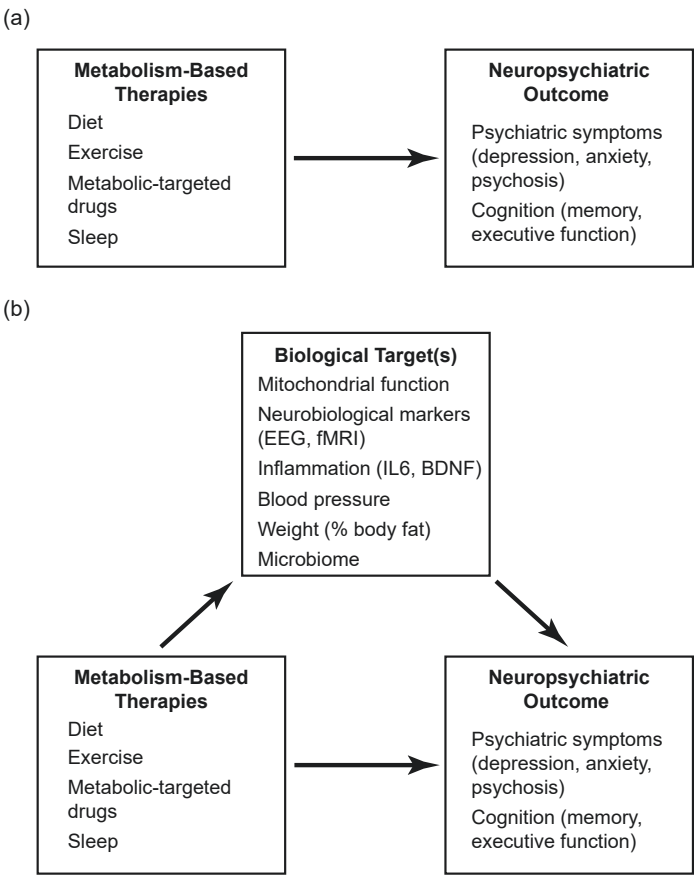 (a)
Metabolism-Based
Therapies
Diet
Exercise
Metabolic-targeted
drugs
Sleep
Neuropsychiatric
Outcome
Psychiatric symptoms
(depression, anxiety,
psychosis)
Cognition (memory,
executive function)
(b)
Biological Target(s)
Mitochondrial function
Neurobiological markers
(EEG, fMRI)
Inflammation (IL6, BDNF)
Blood pressure
Weight (% body fat)
Microbiome
Metabolism-Based
Therapies
Diet
Exercise
Metabolic-targeted
drugs
Sleep
Neuropsychiatric
Outcome
Psychiatric symptoms
(depression, anxiety,
psychosis)
Cognition (memory,
executive function)